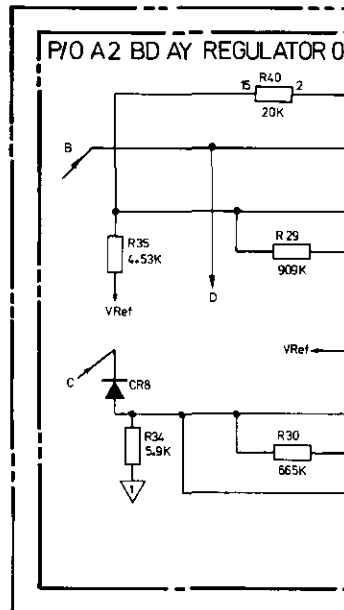 P/O A2 BD AY REGULATOR O
R40
15 2
20K
B
R35
4.53K
R29
909K
VRef
D
VRef
C
CR8
R34
5.9K
R30
665K
1